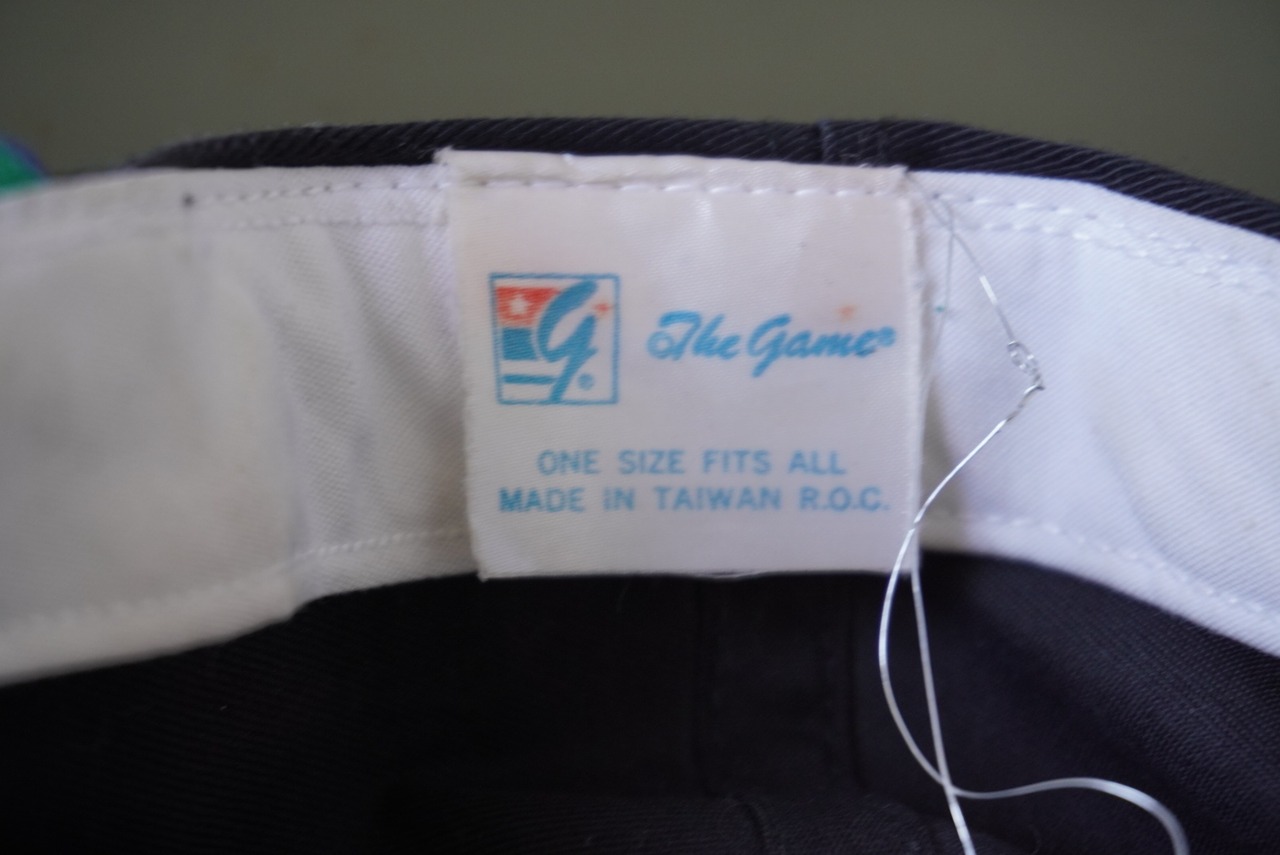 G®
©The Game®
ONE SIZE FITS ALL
MADE IN TAIWAN R.O.C.